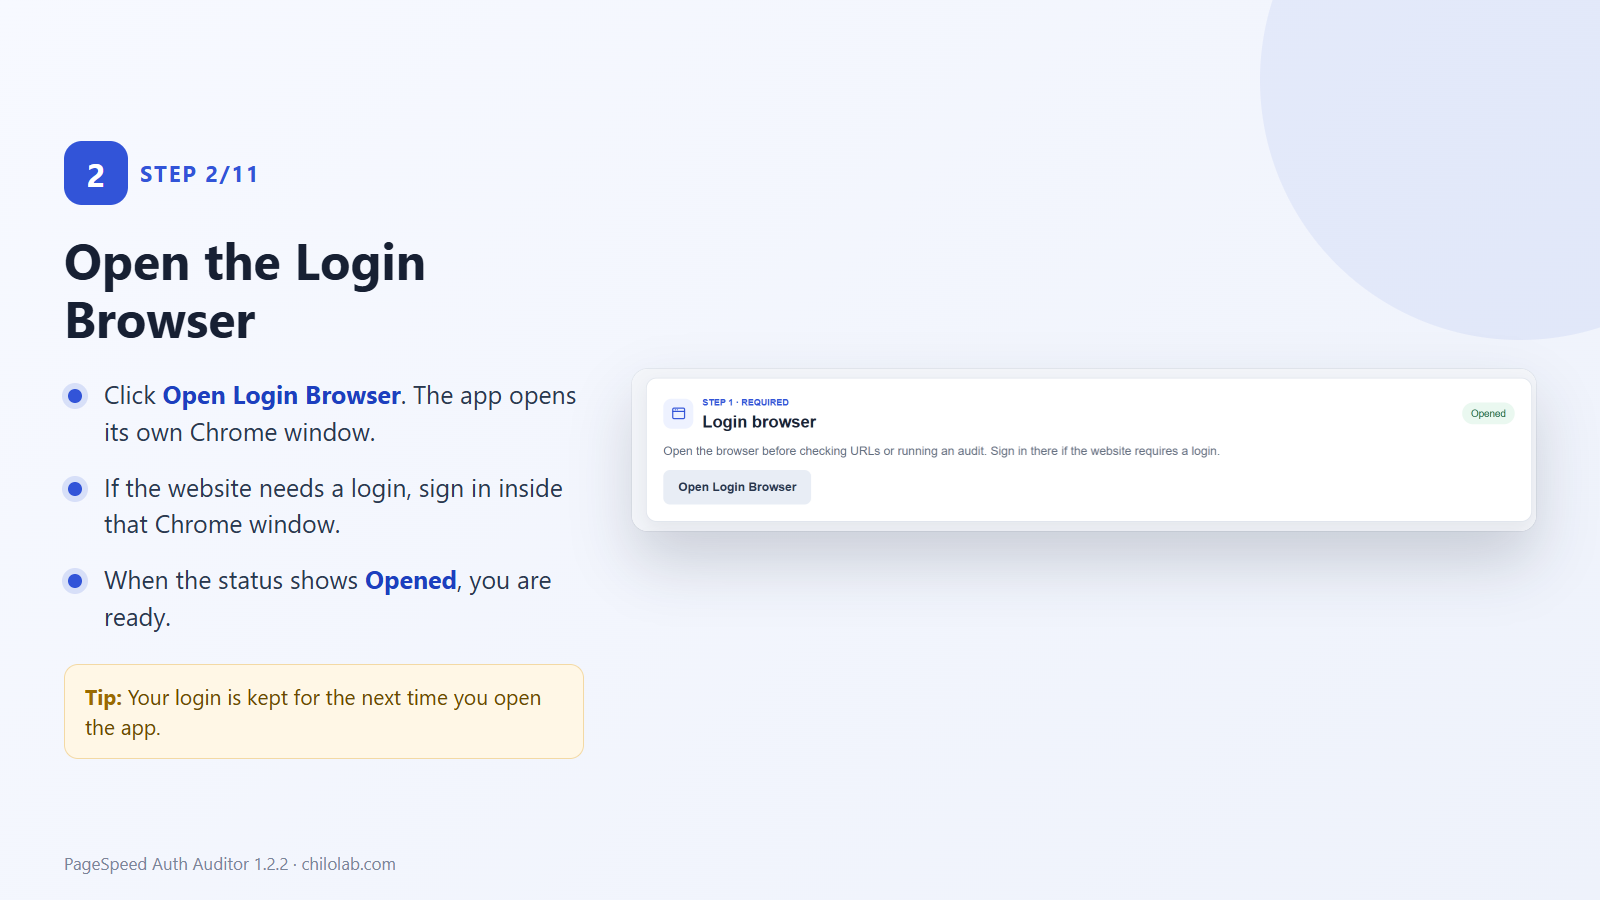 2
STEP 2/11
Open the Login
Browser
Click Open Login Browser. The app opens
its own Chrome window.
If the website needs a login, sign in inside
that Chrome window.
When the status shows Opened, you are
ready.
Tip: Your login is kept for the next time you open
the app.
STEP 1 · REQUIRED
Login browser
Opened
Open the browser before checking URLs or running an audit. Sign in there if the website requires a login.
Open Login Browser
PageSpeed Auth Auditor 1.2.2 · chilolab.com